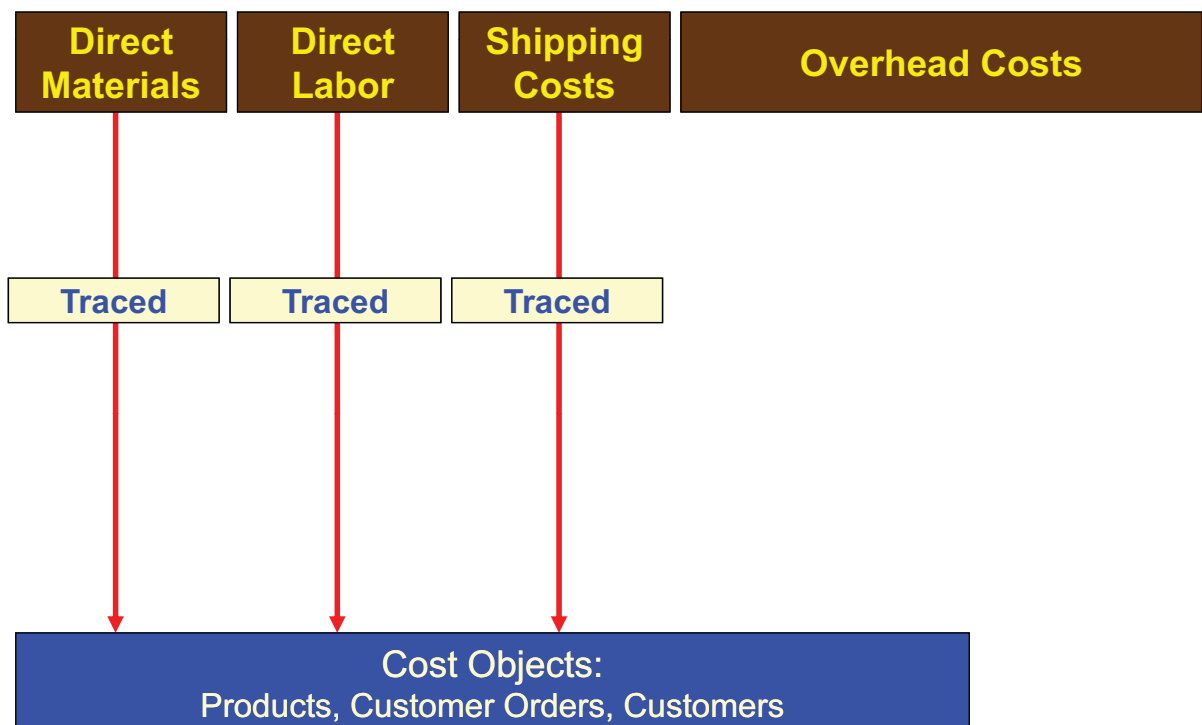 Direct
Materials
Direct
Labor
Shipping
Costs
Overhead Costs
Traced
Traced
Traced
Cost Objects:
Products, Customer Orders, Customers